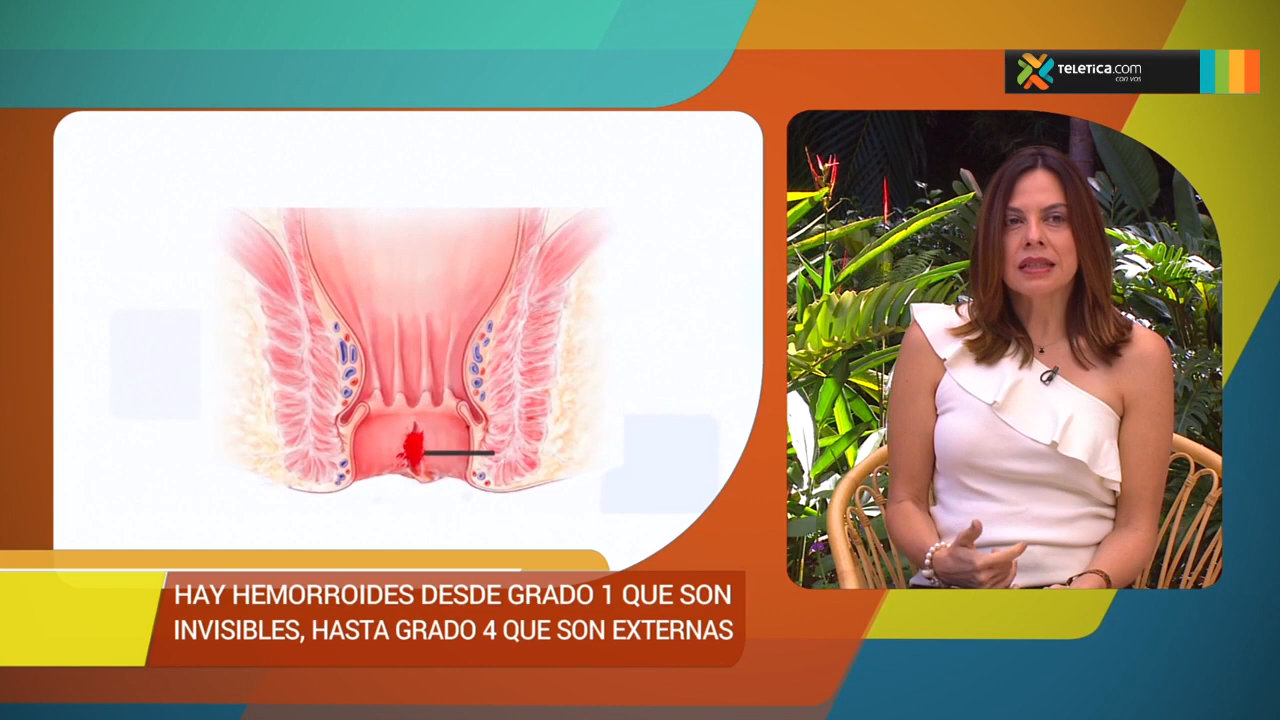 TELETICA.com
con vos
HAY HEMORROIDES DESDE GRADO 1 QUE SON
INVISIBLES, HASTA GRADO 4 QUE SON EXTERNAS